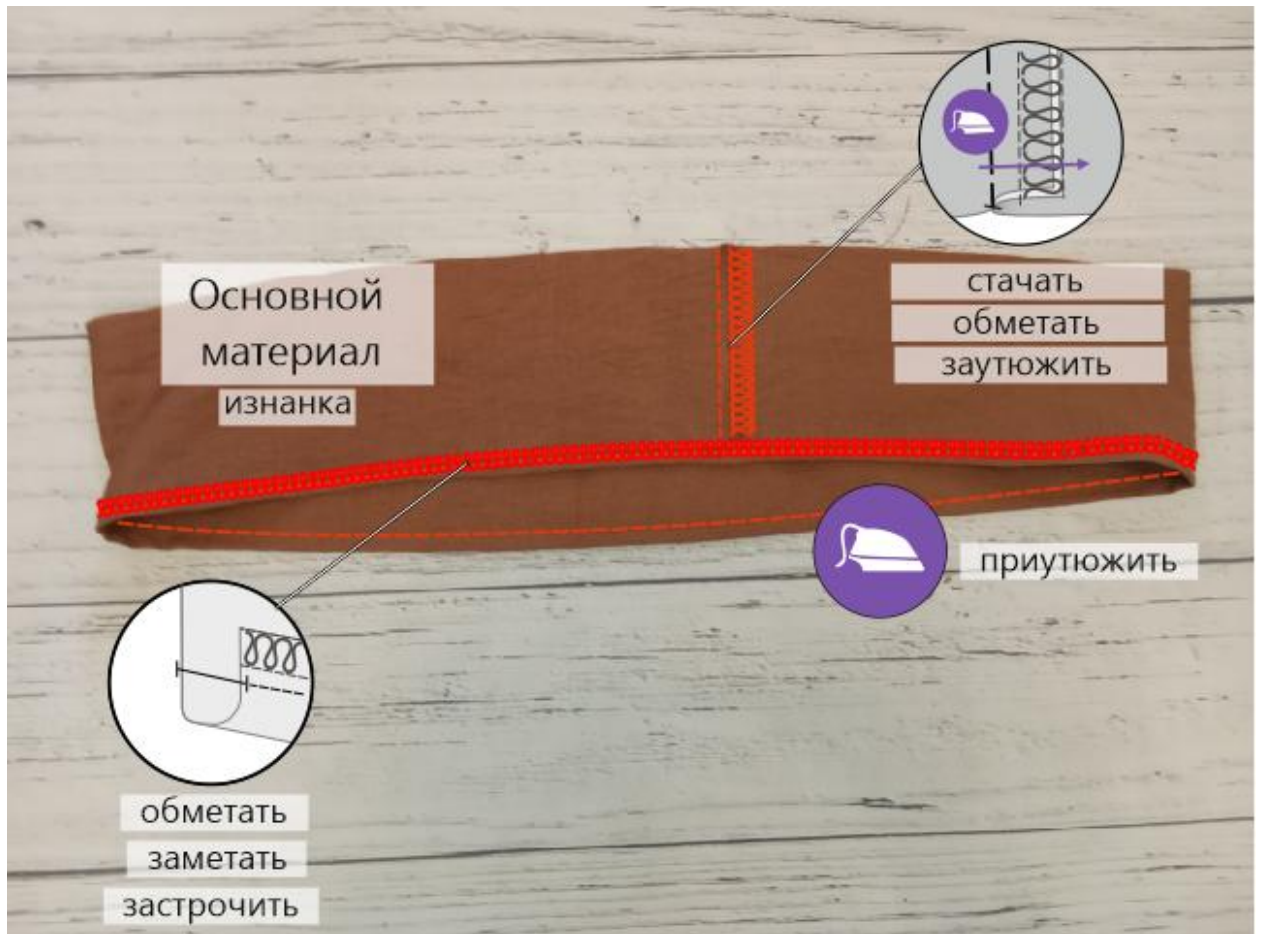 Основной
материал
изнанка
стачать
обметать
заутюжить
приутюжить
обметать
заметать
застрочить